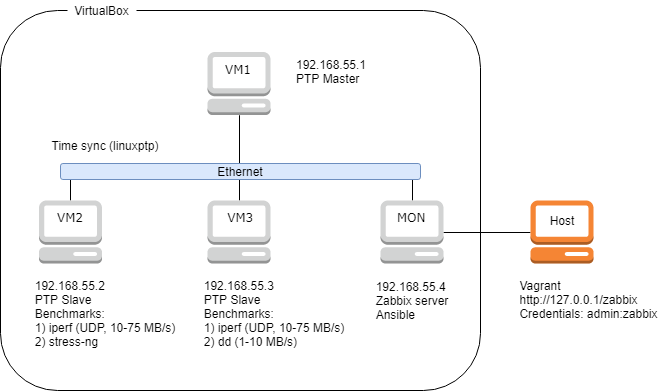 VirtualBox
VM1
192.168.55.1
PTP Master
Time sync (linuxptp)
Ethernet
VM2
VM3
MON
Host
192.168.55.2
PTP Slave
Benchmarks:
1) iperf (UDP, 10-75 MB/s)
2) stress-ng
192.168.55.3
PTP Slave
Benchmarks:
1) iperf (UDP, 10-75 MB/s)
2) dd (1-10 MB/s)
192.168.55.4
Zabbix server
Ansible
Vagrant
http://127.0.0.1/zabbix
Credentials: admin:zabbix